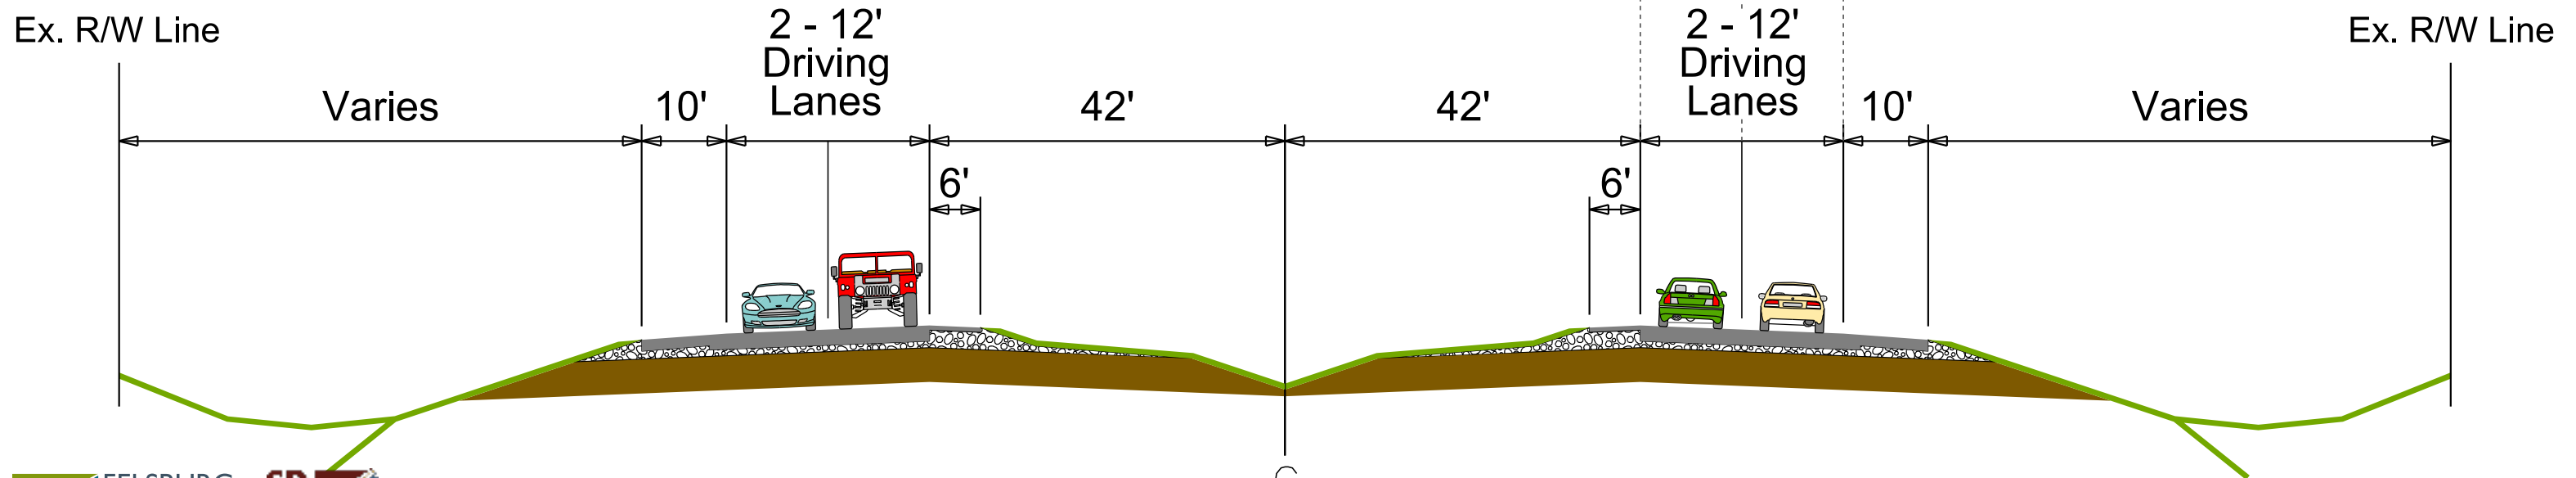 Ex. R/W Line
2 - 12'
Driving
Lanes
2 - 12'
Driving
Lanes
Ex. R/W Line
Varies
10'
42'
42'
10'
Varies
6'
6'